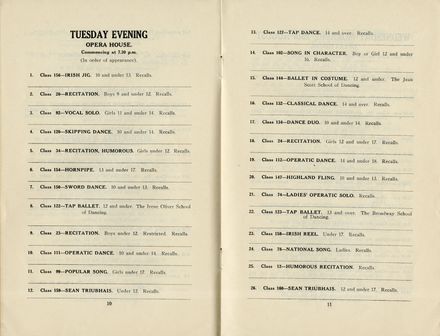 TUESDAY EVENING
OPERA HOUSE.
Commencing at 7.30 p.m.
(In order of appearance).
1. Class 156—IRISH JIG. 10 and under 13. Recalls.
2. Class 20—RECITATION. Boys 9 and under 12. Recalls.
3. Class 83—VOCAL SOLO. Girls 11 and under 14. Recalls.
4. Class 129—SKIPPING DANCE. 10 and under 14. Recalls.
5. Class 34—RECITATION, HUMOROUS. Girls under 12. Recalls.
6. Class 154—HORNPIPE. 13 and under 17. Recalls.
7. Class 150—SWORD DANCE. 10 and under 13. Recalls.
8. Class 122—TAP BALLET. 12 and under. The Irene Oliver School
of Dancing.
9. Class 23—RECITATION. Boys under 12. Restricted. Recalls.
10. Class 111—OPERATIC DANCE. 10 and under 14. Recalls.
11. Class 99—POPULAR SONG. Girls under 12. Recalls.
12. Class 159—SEAN TRIUBHAIS. Under 12. Recalls.
10
13. Class 127—TAP DANCE. 14 and over. Recalls.
14. Class 102—SONG IN CHARACTER. Boy or Girl 12 and under
16. Recalls.
15. Class 144—BALLET IN COSTUME. 12 and under. The Jean
School of Dancing.
16. Class 132—CLASSICAL DANCE. 14 and over. Recalls.
17. Class 134—DANCE DUO. 10 and under 14. Recalls.
18. Class 24—RECITATION. Girls 12 and under 17. Recalls.
19. Class 112—OPERATIC DANCE. 14 and under 18. Recalls.
20. Class 147—HIGHLAND FLING. 10 and under 13. Recalls.
21. Class 74—LADIES' OPERATIC SOLO. Recalls.
22. Class 123—TAP BALLET. 13 and over. The Broadway School
of Dancing.
23. Class 158—IRISH REEL. Under 17. Recalls.
24. Class 78—NATIONAL SONG. Ladies. Recalls.
25. Class 12—HUMOROUS RECITATION. Recalls.
26. Class 160—SEAN TRIUBHAIS. 12 and under 17. Recalls.
11